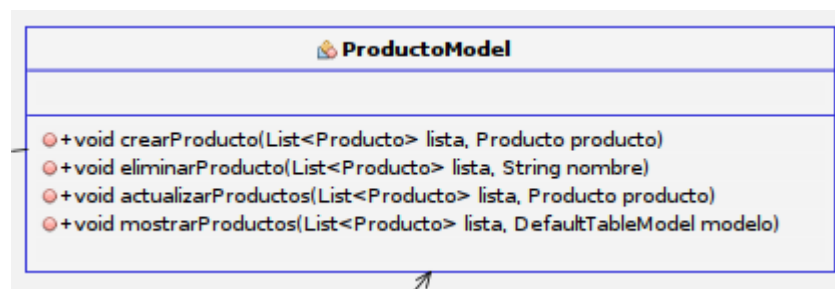 ProductoModel
+void crearProducto(List<Producto> lista, Producto producto)
+void eliminarProducto(List<Producto> lista, String nombre)
+void actualizarProductos(List<Producto> lista, Producto producto)
+void mostrarProductos(List<Producto> lista, DefaultTableModel modelo)